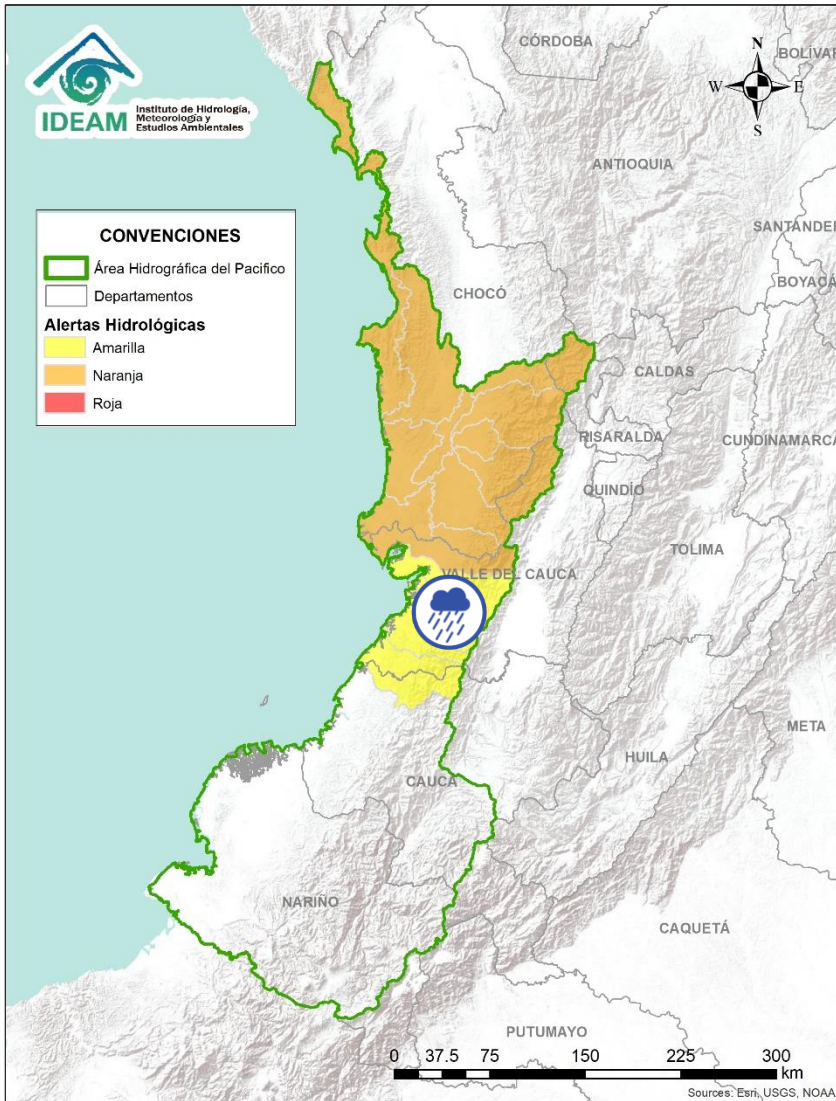 IDEAM
Instituto de Hidrología,
Meteorología y
Estudios Ambientales
N
W E
S
CÓRDOBA
BOLÍVAR
ANTIOQUIA
SANTANDER
BOYACÁ
CONVENCIONES
Área Hidrográfica del Pacifico
Departamentos
Alertas Hidrológicas
Amarilla
Naranja
Roja
CHOCÓ
CALDAS
RISARALDA
CUNDINAMARCA
QUINDÍO
TOLIMA
VALLE DEL CAUCA
META
HUILA
CAUCA
NARIÑO
CAQUETÁ
PUTUMAYO
0 37.5 75 150 225 300
km
Sources: Esri, USGS, NOAA